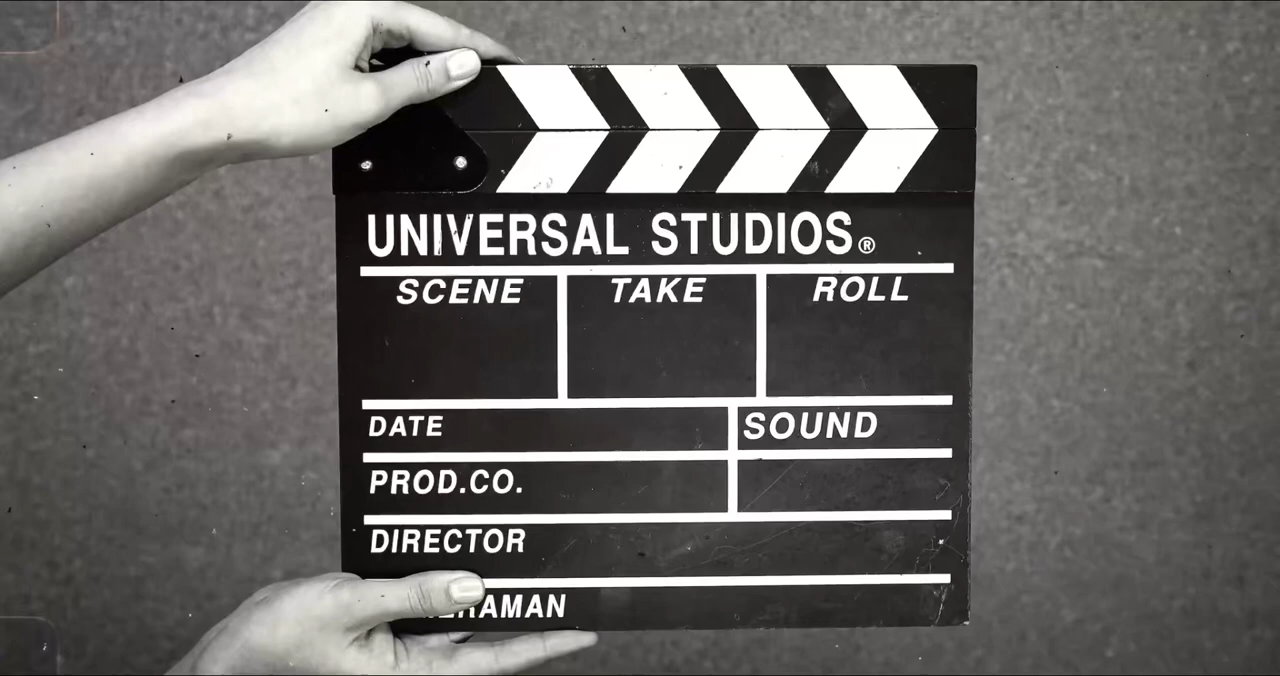 UNIVERSAL STUDIOS®
SCENE TAKE ROLL
DATE SOUND
PROD.CO.
DIRECTOR